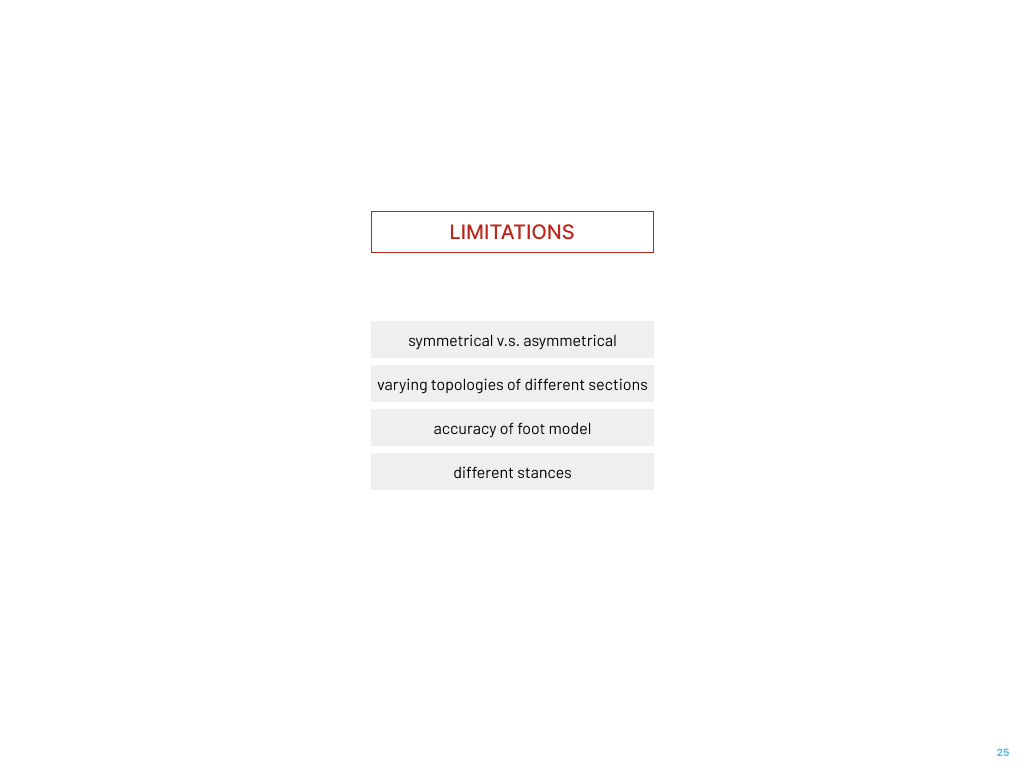 LIMITATIONS
symmetrical v.s. asymmetrical
varying topologies of different sections
accuracy of foot model
different stances
25